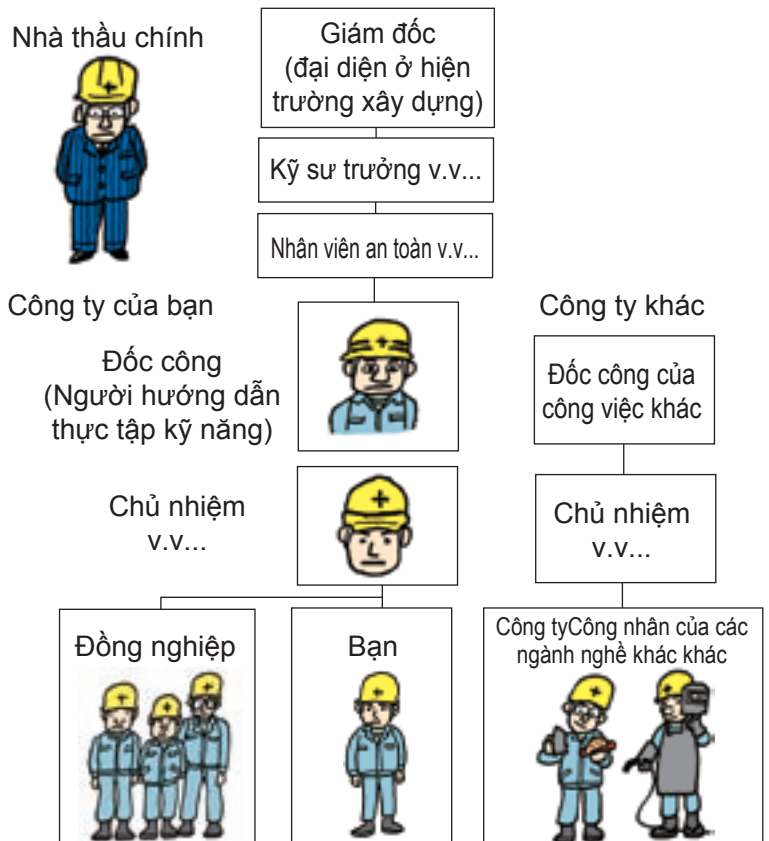 Nhà thầu chính
Giám đốc
(đại diện ở hiện
trường xây dựng)
Kỹ sư trưởng v.v...
Nhân viên an toàn v.v...
Công ty của bạn
Đốc công
(Người hướng dẫn
thực tập kỹ năng)
Chủ nhiệm
v.v...
Đồng nghiệp
Bạn
Công ty khác
Đốc công của
công việc khác
Chủ nhiệm
v.v...
Công tyCông nhân của các
ngành nghề khác khác